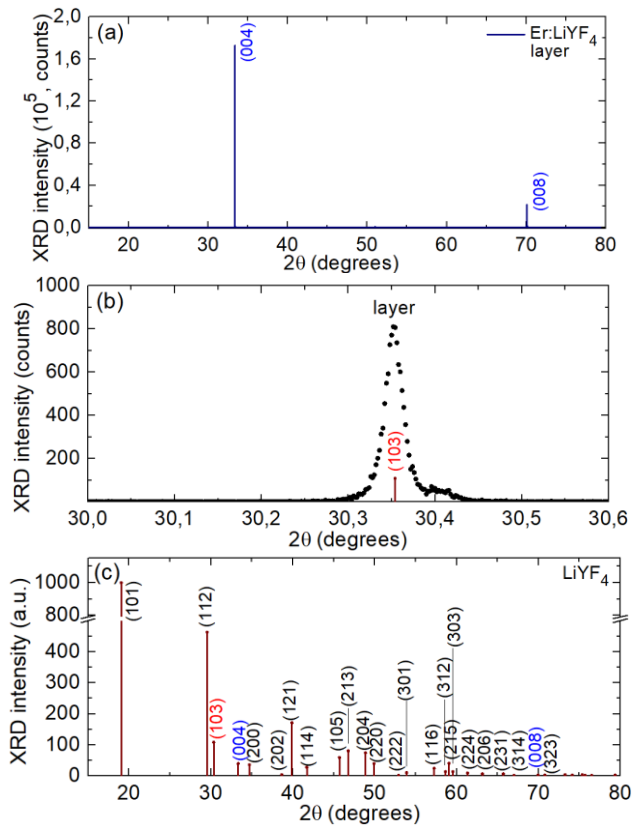 (a)
Er:LiYF4
layer
(004)
(008)
XRD intensity (10^5, counts)
2,0
1,6
1,2
0,8
0,4
0,0
20 30 40 50 60 70 80
2θ (degrees)
(b)
layer
(103)
XRD intensity (counts)
1000
800
600
400
200
30,0 30,1 30,2 30,3 30,4 30,5 30,6
2θ (degrees)
(c)
LiYF4
XRD intensity (a.u.)
1000
800
400
300
200
100
0
(101)
(112)
(103)
(004)
(200)
(202)
(121)
(114)
(105)
(213)
(204)
(220)
(222)
(301)
(116)
(312)
(215)
(303)
(224)
(206)
(231)
(314)
(008)
(323)
20 30 40 50 60 70 80
2θ (degrees)